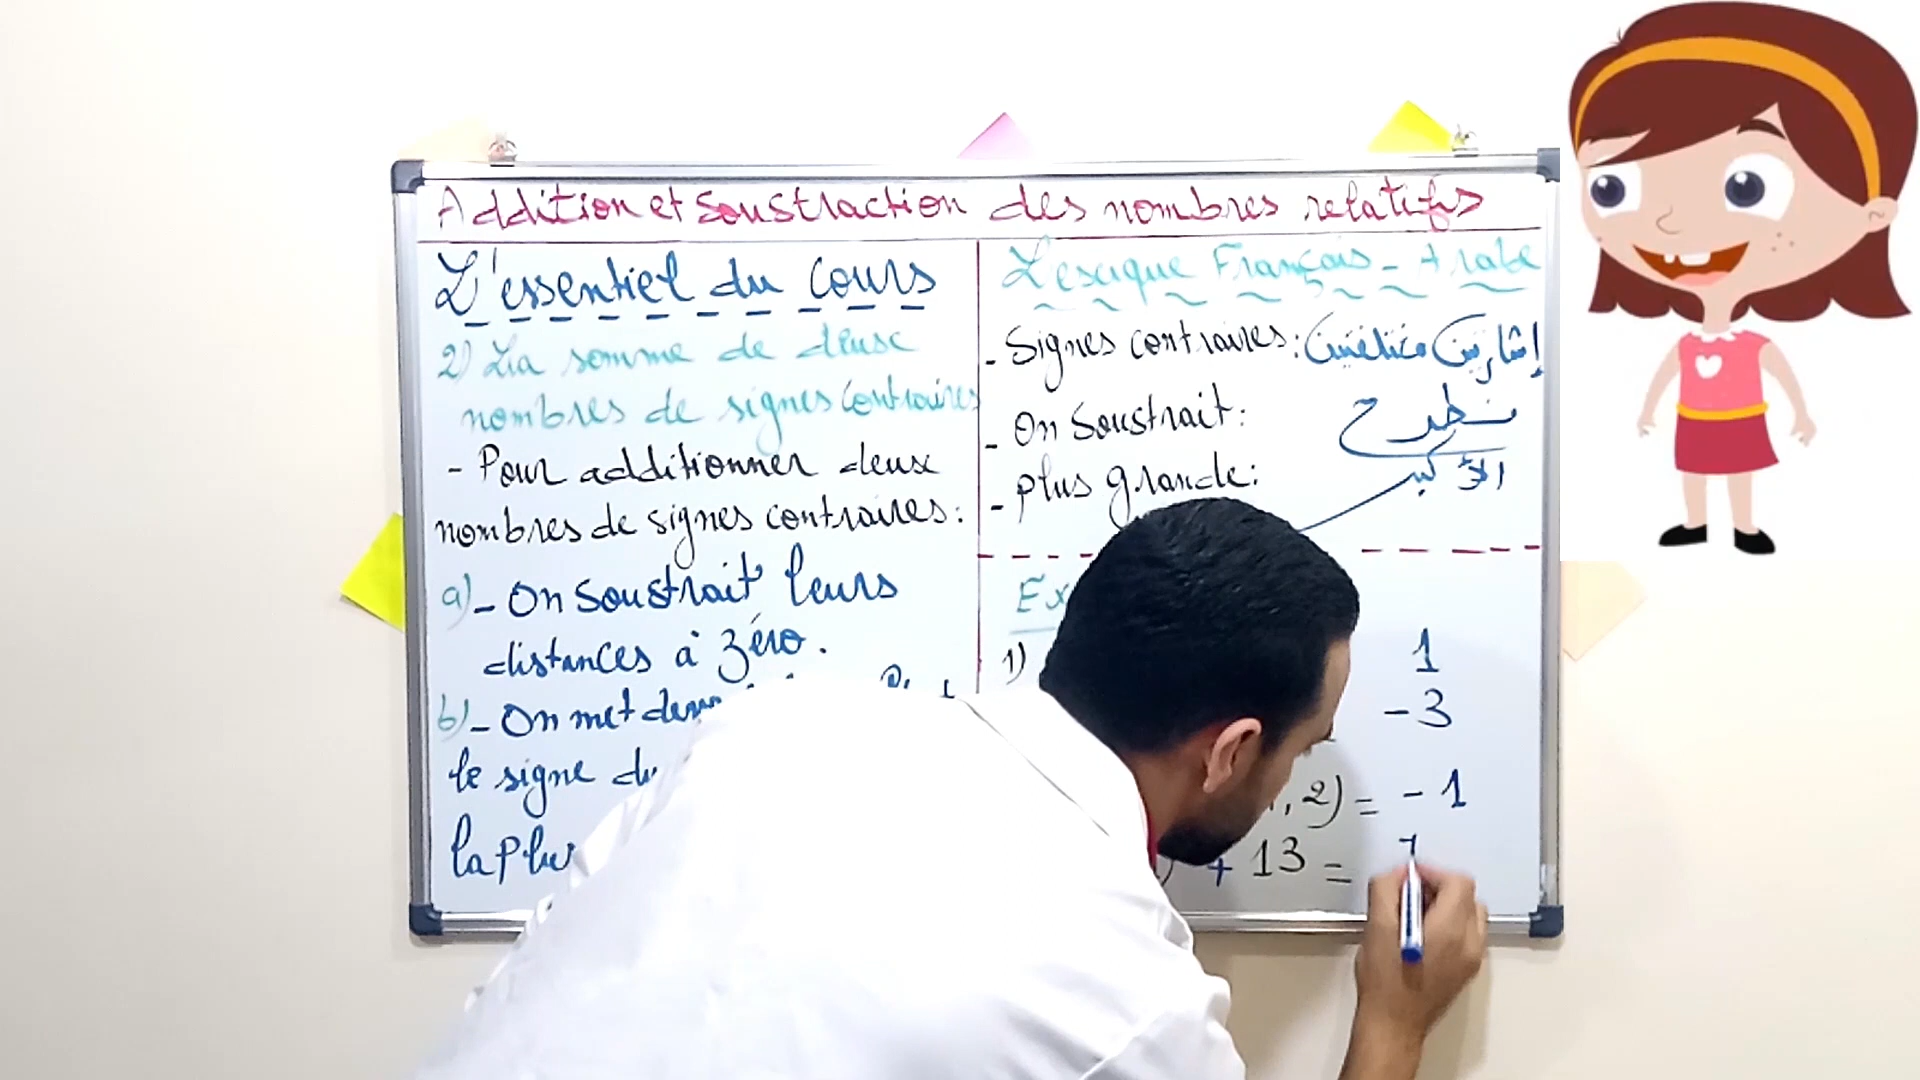 Addition et soustraction des nombres relatifs
L'essentiel du cours
2) La somme de deux
nombres de signes contraires
- Pour additionner deux
nombres de signes contraires :
a) - On soustrait leurs
distances à zéro.
b) - On met devant
le signe du
la plus
Lexique Français - Arabe
- Signes contraires : إشارتين مختلفتين
- On soustrait : نطرح
- plus grande : الأكبر
Ex
1) 1
- 3
, 2) = - 1
) + 13 =